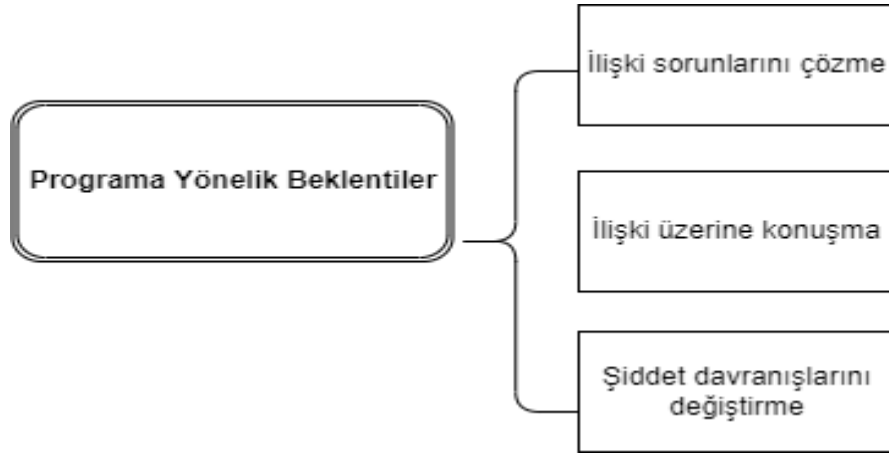 İlişki sorunlarını çözme
Programa Yönelik Beklentiler
İlişki üzerine konuşma
Şiddet davranışlarını
değiştirme